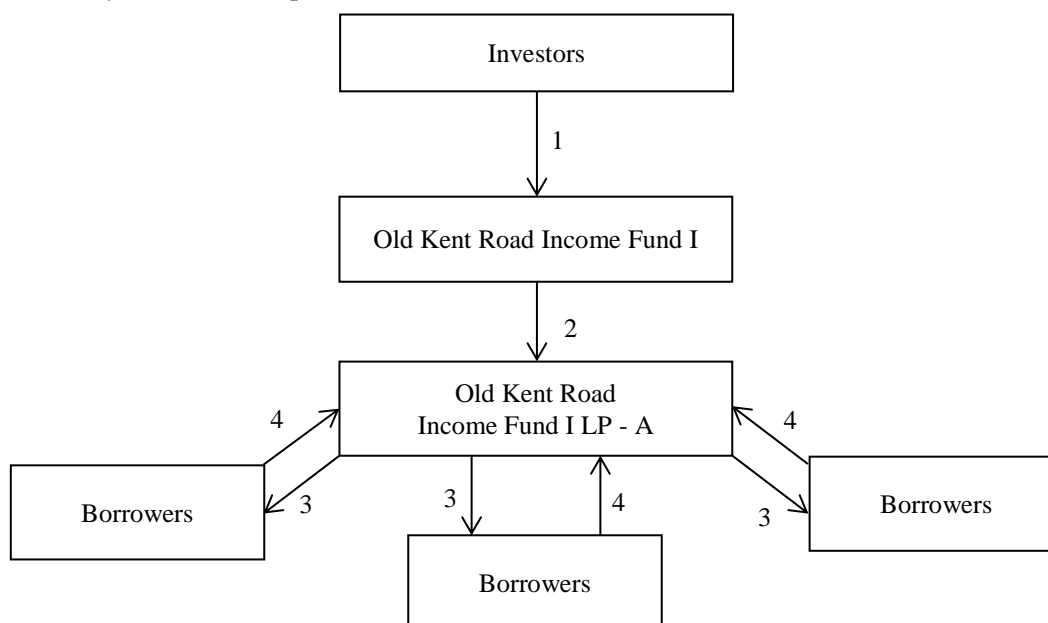 Investors
1
Old Kent Road Income Fund I
2
Old Kent Road
Income Fund I LP - A
4
4
Borrowers
3
3
4
3
Borrowers
Borrowers